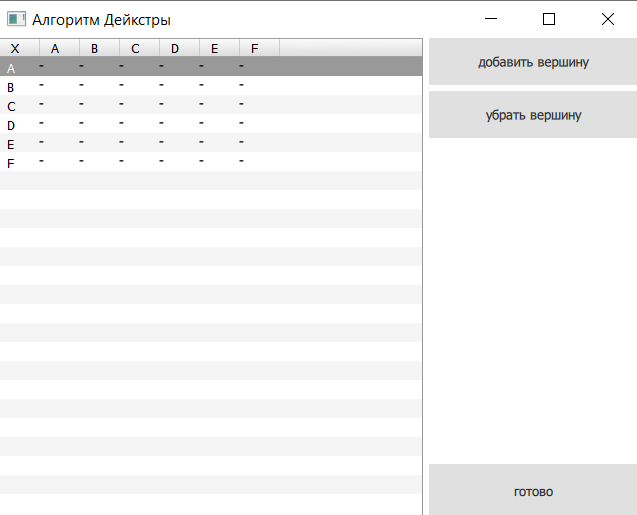 Алгоритм Дейкстры
X A B C D E F
A - - - - - -
B - - - - - -
C - - - - - -
D - - - - - -
E - - - - - -
F - - - - - -
добавить вершину
убрать вершину
готово